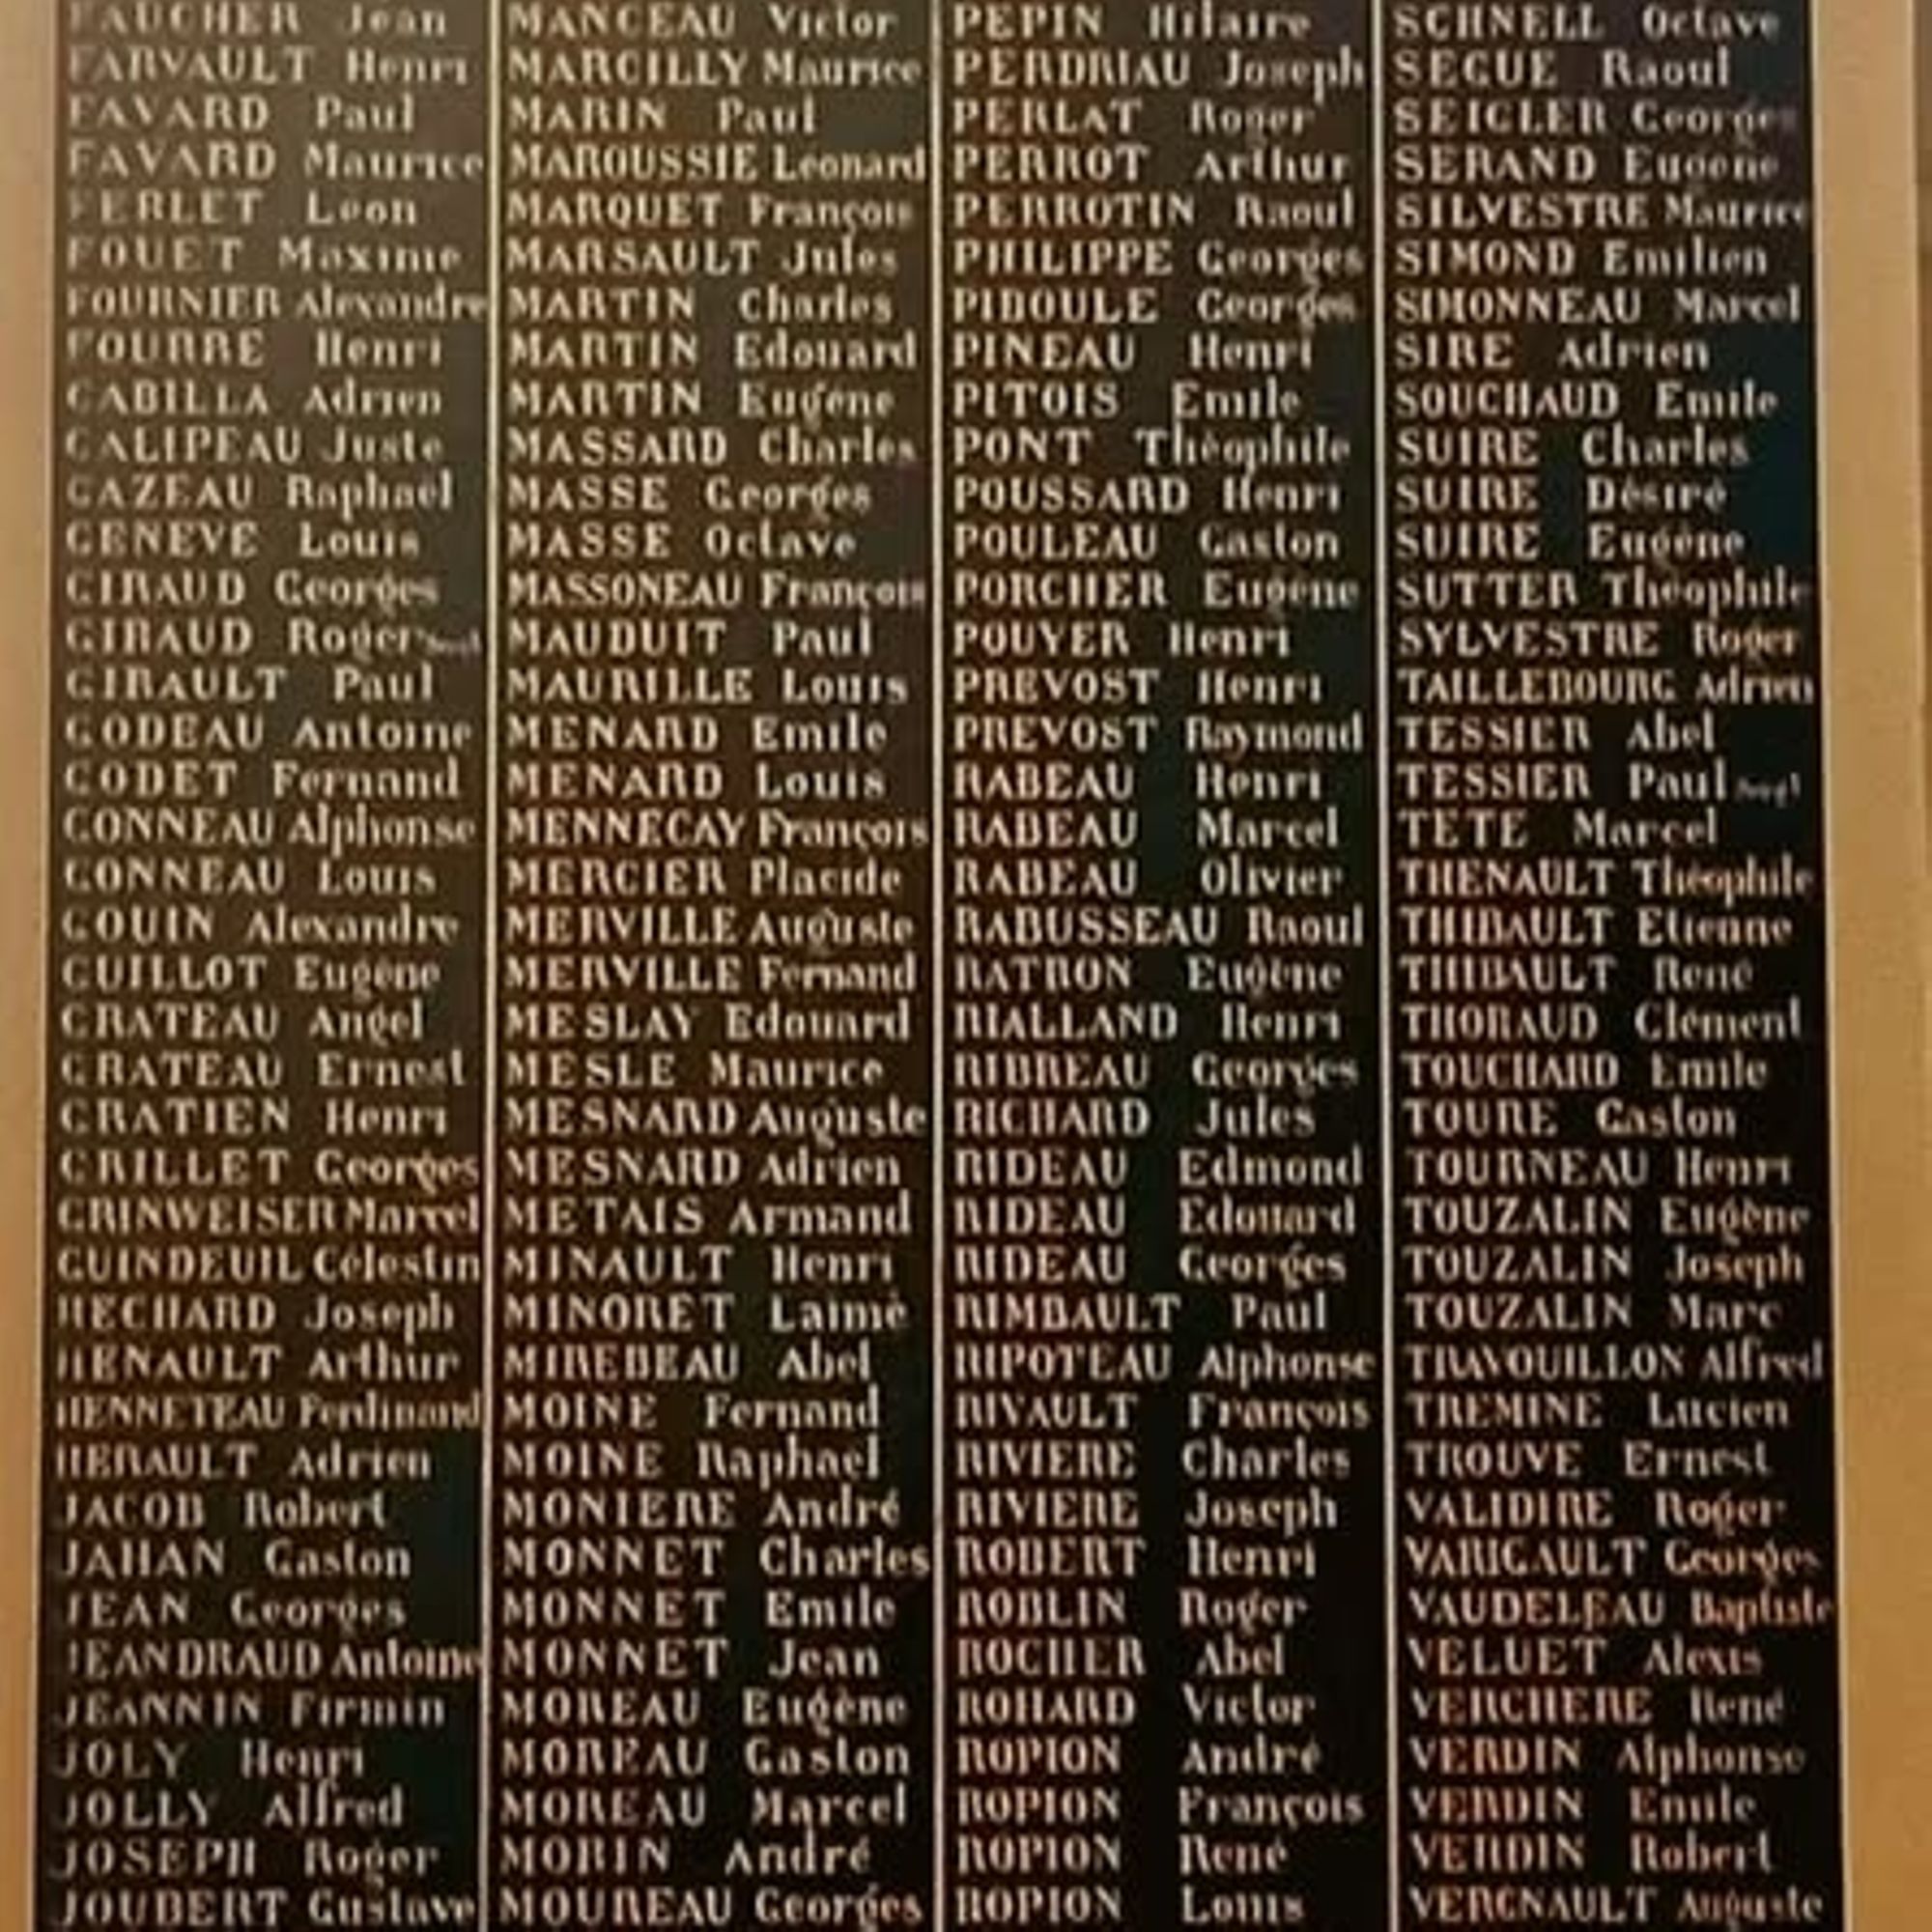 FAUCHER Jean
FARVAULT Henri
FAVARD Paul
FAVARD Maurice
FERLET Leon
FOUET Maxime
FOURNIER Alexandre
FOURRE Henri
GABILLA Adrien
GALIPEAU Juste
GAZEAU Raphael
GENEVE Louis
GIRAUD Georges
GIRAUD Roger
GIRAULT Paul
GODEAU Antoine
GODET Fernand
GONNEAU Alphonse
GONNEAU Louis
GOUIN Alexandre
GUILLOT Eugène
GRATEAU Angel
GRATEAU Ernest
GRATIEN Henri
GRILLET Georges
GRINWEISER Marcel
GUINDEUIL Célestin
HECHARD Joseph
HENAULT Arthur
HENNETEAU Ferdinand
HERAULT Adrien
JACOB Robert
JAHAN Gaston
JEAN Georges
JEANDRAUD Antoine
JEANNIN Firmin
JOLY Henri
JOLLY Alfred
JOSEPH Roger
JOUBERT Gustave
MANCEAU Victor
MARCILLY Maurice
MARIN Paul
MAROUSSIE Leonard
MARQUET François
MARSAULT Jules
MARTIN Charles
MARTIN Edouard
MARTIN Eugéne
MASSARD Charles
MASSE Georges
MASSE Octave
MASSONEAU François
MAUDUIT Paul
MAURILLE Louis
MENARD Emile
MENARD Louis
MENNEGAY François
MERCIER Placide
MERVILLE Auguste
MERVILLE Fernand
MESLAY Edouard
MESLE Maurice
MESNARD Auguste
MESNARD Adrien
METAIS Armand
MINAULT Henri
MINORET Laimé
MIREBEAU Abel
MOINE Fernand
MOINE Raphael
MONIERE André
MONNET Charles
MONNET Emile
MONNET Jean
MOREAU Eugène
MOREAU Gaston
MOREAU Marcel
MORIN André
MOUREAU Georges
PEPIN Hilaire
PERDRIAU Joseph
PERLAT Roger
PERROT Arthur
PERROTIN Raoul
PHILIPPE Georges
PIBOULE Georges
PINEAU Henri
PITOIS Emile
PONT Théophile
POUSSARD Henri
POULEAU Gaston
PORCHER Eugène
POUYER Henri
PREVOST Henri
PREVOST Raymond
RABEAU Henri
RABEAU Marcel
RABEAU Olivier
RABUSSEAU Raoul
RATRON Eugène
RIALLAND Henri
RIBREAU Georges
RICHARD Jules
RIDEAU Edmond
RIDEAU Edouard
RIDEAU Georges
RIMBAULT Paul
RIPOTEAU Alphonse
RIVAULT François
RIVIERE Charles
RIVIERE Joseph
ROBERT Henri
ROBLIN Roger
ROCHER Abel
ROHARD Victor
ROPION André
ROPION François
ROPION René
ROPION Louis
SCHNELL Octave
SEGUE Raoul
SEIGLER Georges
SERAND Eugène
SILVESTRE Maurice
SIMOND Emilien
SIMONNEAU Marcel
SIRE Adrien
SOUCHAUD Emile
SUIRE Charles
SUIRE Désiré
SUIRE Eugène
SUTTER Théophile
SYLVESTRE Roger
TAILLEBOURG Adrien
TESSIER Abel
TESSIER Paul
TETE Marcel
THENAULT Théophile
THIBAULT Etienne
THIBAULT René
THORAUD Clément
TOUCHARD Emile
TOURE Gaston
TOURNEAU Henri
TOUZALIN Eugène
TOUZALIN Joseph
TOUZALIN Marc
TRAVOUILLON Alfred
TREMINE Lucien
TROUVE Ernest
VALIDIRE Roger
VARIGAULT Georges
VAUDELEAU Baptiste
VELUET Alexis
VERCHERE René
VERDIN Alphonse
VERDIN Emile
VERDIN Robert
VERGNAULT Auguste